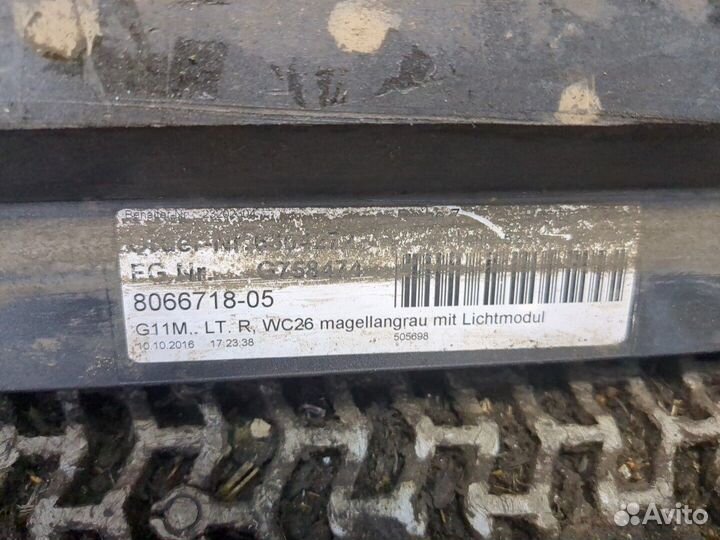 EG Nr.
8066718-05
G11M.. LT. R, WC26 magellangrau mit Lichtmodul
10.10.2016 17:23:38 505698
Avito